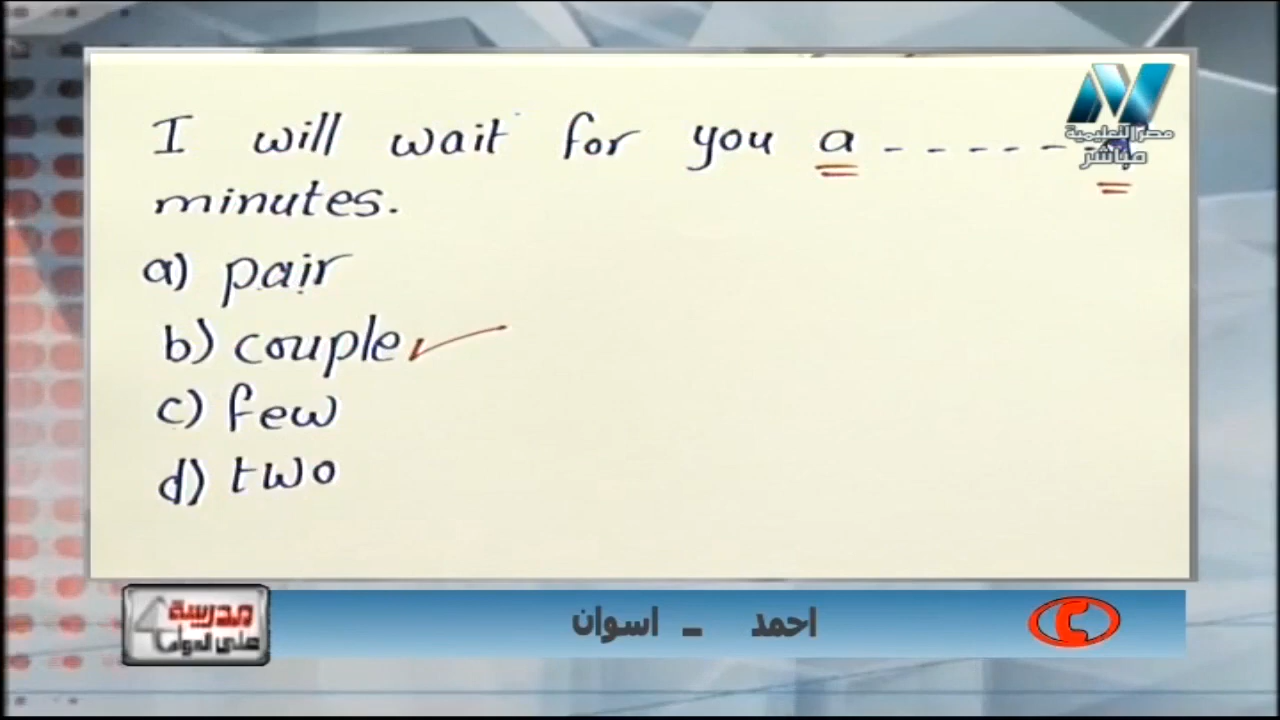 I will wait for you a ------
minutes.
a) pair
b) couple
c) few
d) two
مصر التعليمية
مباشر
احمد - اسوان
مدرسة
على الهواء